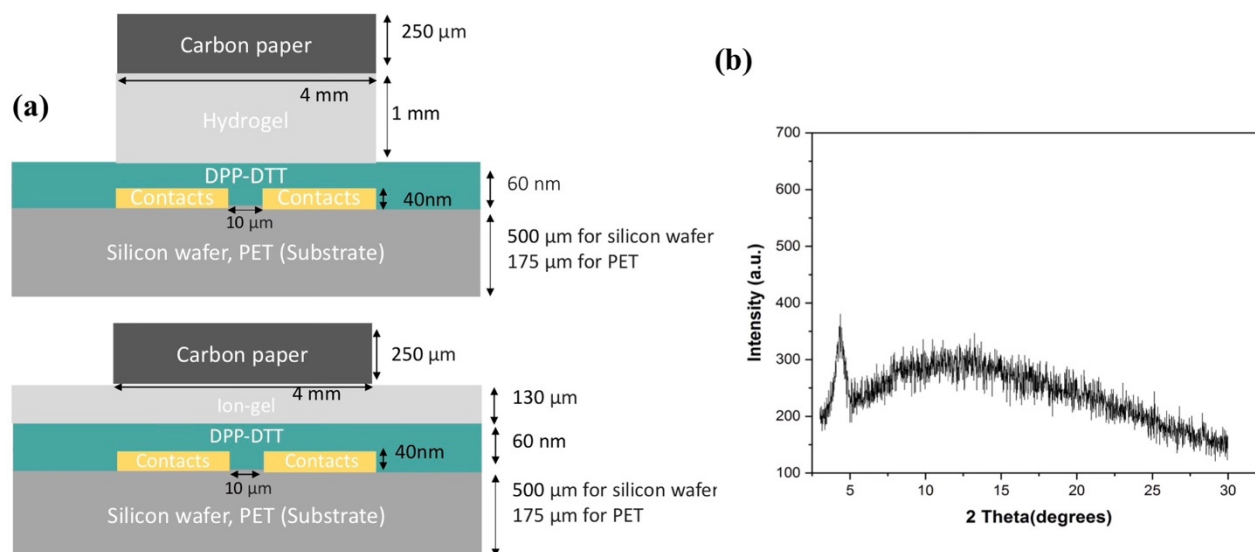 (a)
Carbon paper
250 µm
4 mm
1 mm
Hydrogel
DPP-DTT
Contacts
Contacts
60 nm
40nm
10 µm
Silicon wafer, PET (Substrate)
500 µm for silicon wafer
175 µm for PET
Carbon paper
250 µm
4 mm
Ion-gel
130 µm
DPP-DTT
60 nm
Contacts
Contacts
40nm
10 µm
Silicon wafer, PET (Substrate)
500 µm for silicon wafer
175 µm for PET
(b)
700
600
500
400
300
200
100
Intensity (a.u.)
5
10
15
20
25
30
2 Theta(degrees)